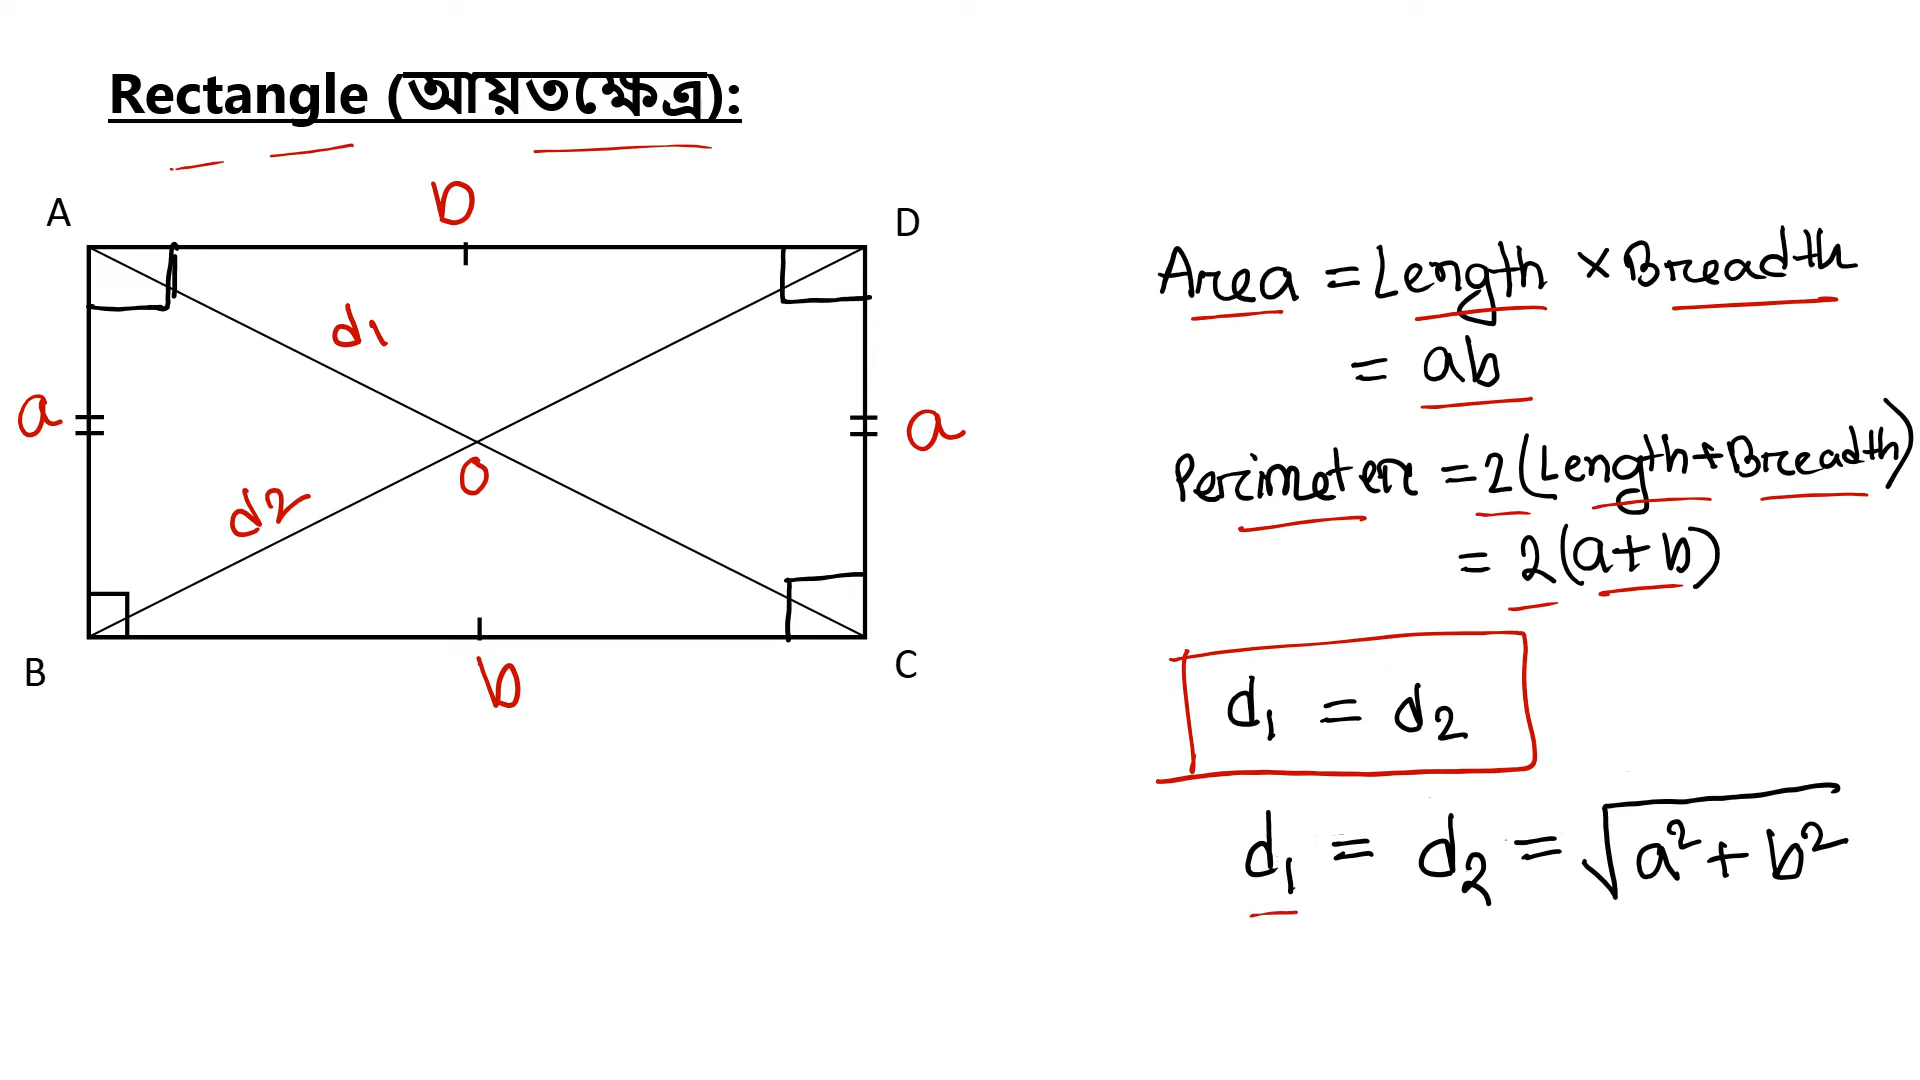 Rectangle (আয়তক্ষেত্র):
b
A
D
d1
a
a
O
d2
B
b
C
Area = Length × Breadth
= ab
Perimeter = 2(Length + Breadth)
= 2(a+b)
d₁ = d₂
d₁ = d₂ = √a²+b²